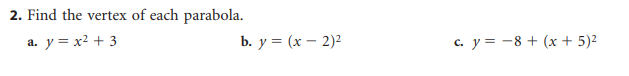 2. Find the vertex of each parabola.
a. y = x² + 3 b. y = (x − 2)² c. y = −8 + (x + 5)²